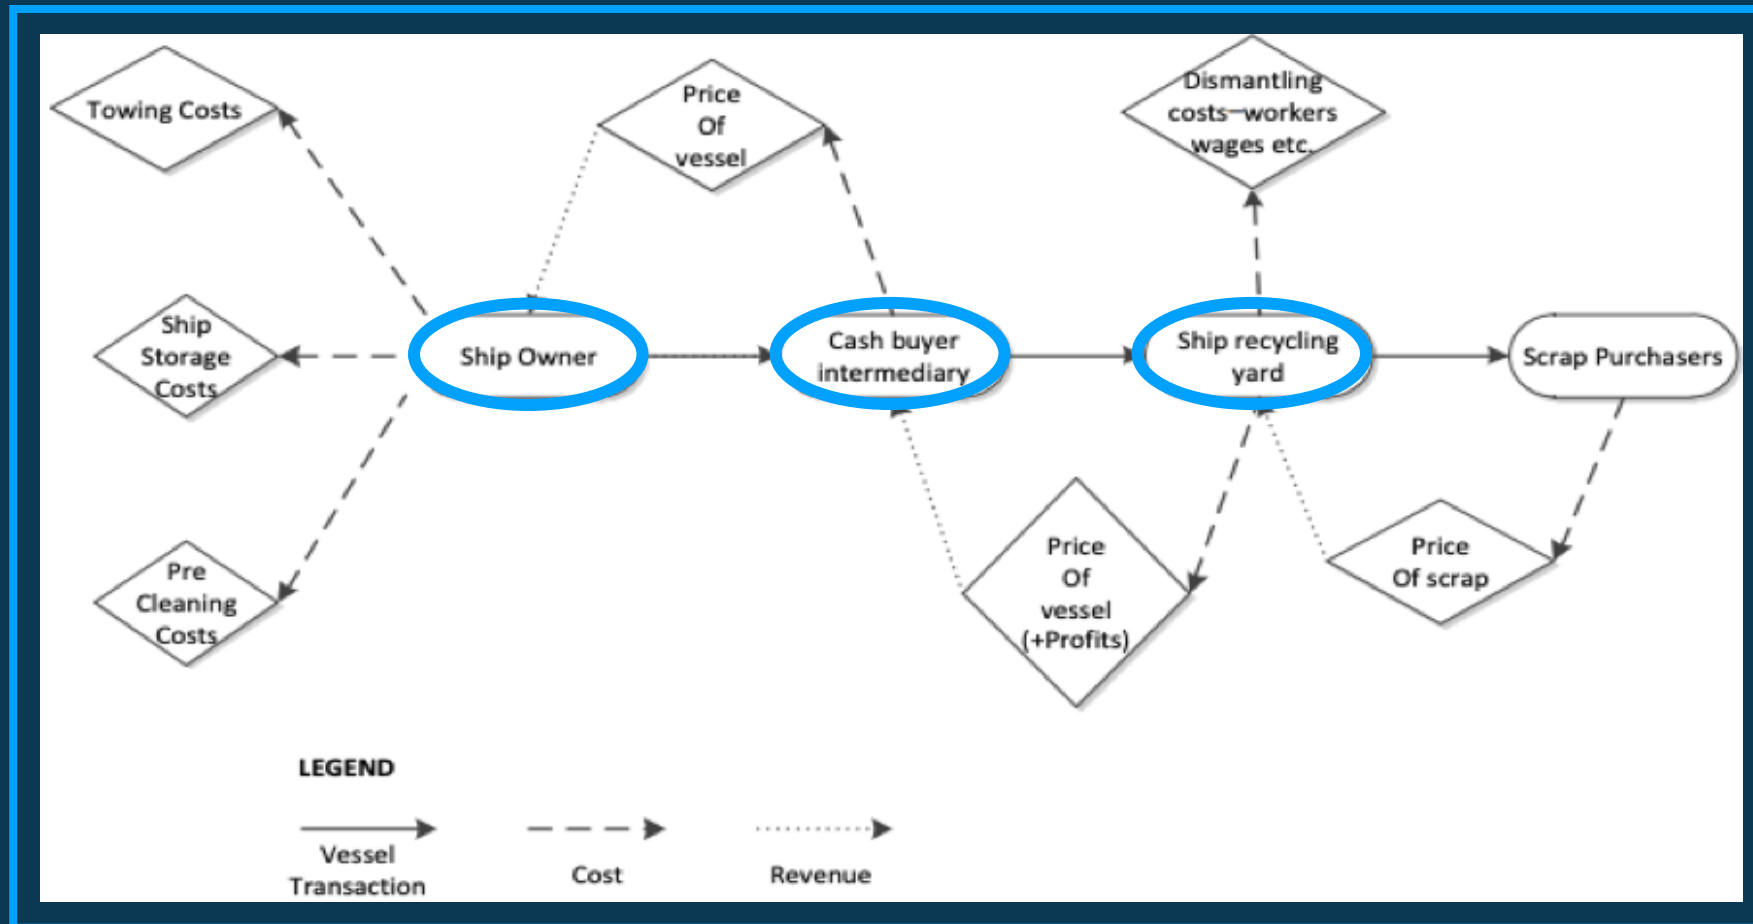 Towing Costs
Price
Of
vessel
Dismantling
costs–workers
wages etc.
Ship
Storage
Costs
Ship Owner
Cash buyer
intermediary
Ship recycling
yard
Scrap Purchasers
Pre
Cleaning
Costs
Price
Of
vessel
(+Profits)
Price
Of scrap
LEGEND
Vessel
Transaction
Cost
Revenue